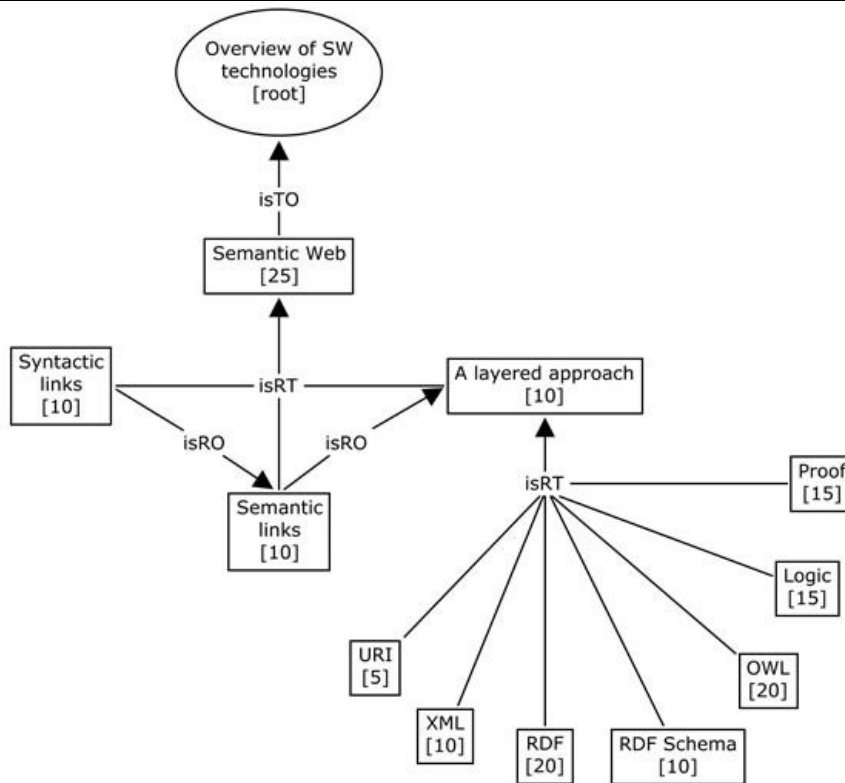 Overview of SW
technologies
[root]
isTO
Semantic Web
[25]
Syntactic
links
[10]
isRT
A layered approach
[10]
isRO
isRO
Semantic
links
[10]
isRT
Proof
[15]
Logic
[15]
URI
[5]
OWL
[20]
XML
[10]
RDF
[20]
RDF Schema
[10]